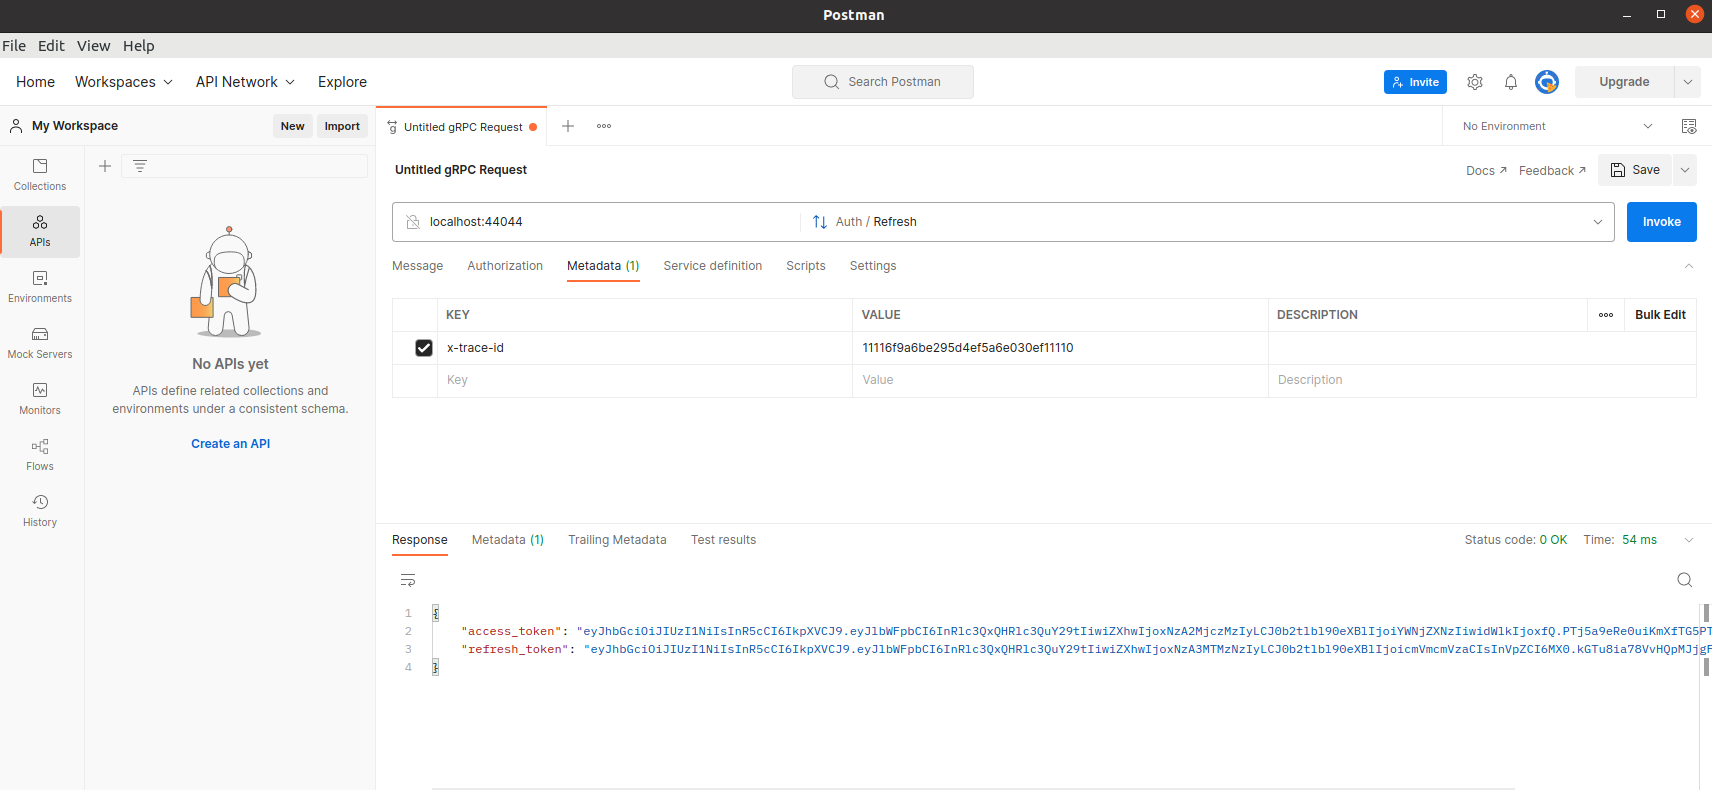 Postman
File Edit View Help
Home Workspaces API Network Explore
Search Postman
Invite
Upgrade
My Workspace
New Import
Untitled gRPC Request
No Environment
Collections
APIs
Environments
Mock Servers
Monitors
Flows
History
No APIs yet
APIs define related collections and
environments under a consistent schema.
Create an API
Untitled gRPC Request
Docs Feedback Save
localhost:44044 Auth / Refresh Invoke
Message Authorization Metadata (1) Service definition Scripts Settings
KEY VALUE DESCRIPTION Bulk Edit
x-trace-id 11116f9a6be295d4ef5a6e030ef11110
Key Value Description
Response Metadata (1) Trailing Metadata Test results Status code: 0 OK Time: 54 ms
1 {
2 "access_token": "eyJhbGciOiJIUzI1NiIsInR5cCI6IkpXVCJ9.eyJlbWFpbCI6InRlc3QxQHRlc3QuY29tIiwiZXhwIjoxNzA2MjczMzIyLCJ0b2tlbl90eXBlIjoiYWNjZXNzIiwidWlkIjoxfQ.PTj5a9eRe0uiKmXfTG5PT
3 "refresh_token": "eyJhbGciOiJIUzI1NiIsInR5cCI6IkpXVCJ9.eyJlbWFpbCI6InRlc3QxQHRlc3QuY29tIiwiZXhwIjoxNzA3MTMzNzIyLCJ0b2tlbl90eXBlIjoicmVmcmVzaCIsInVpZCI6MX0.kGTu8ia78VvHQpMJjgF
4 }